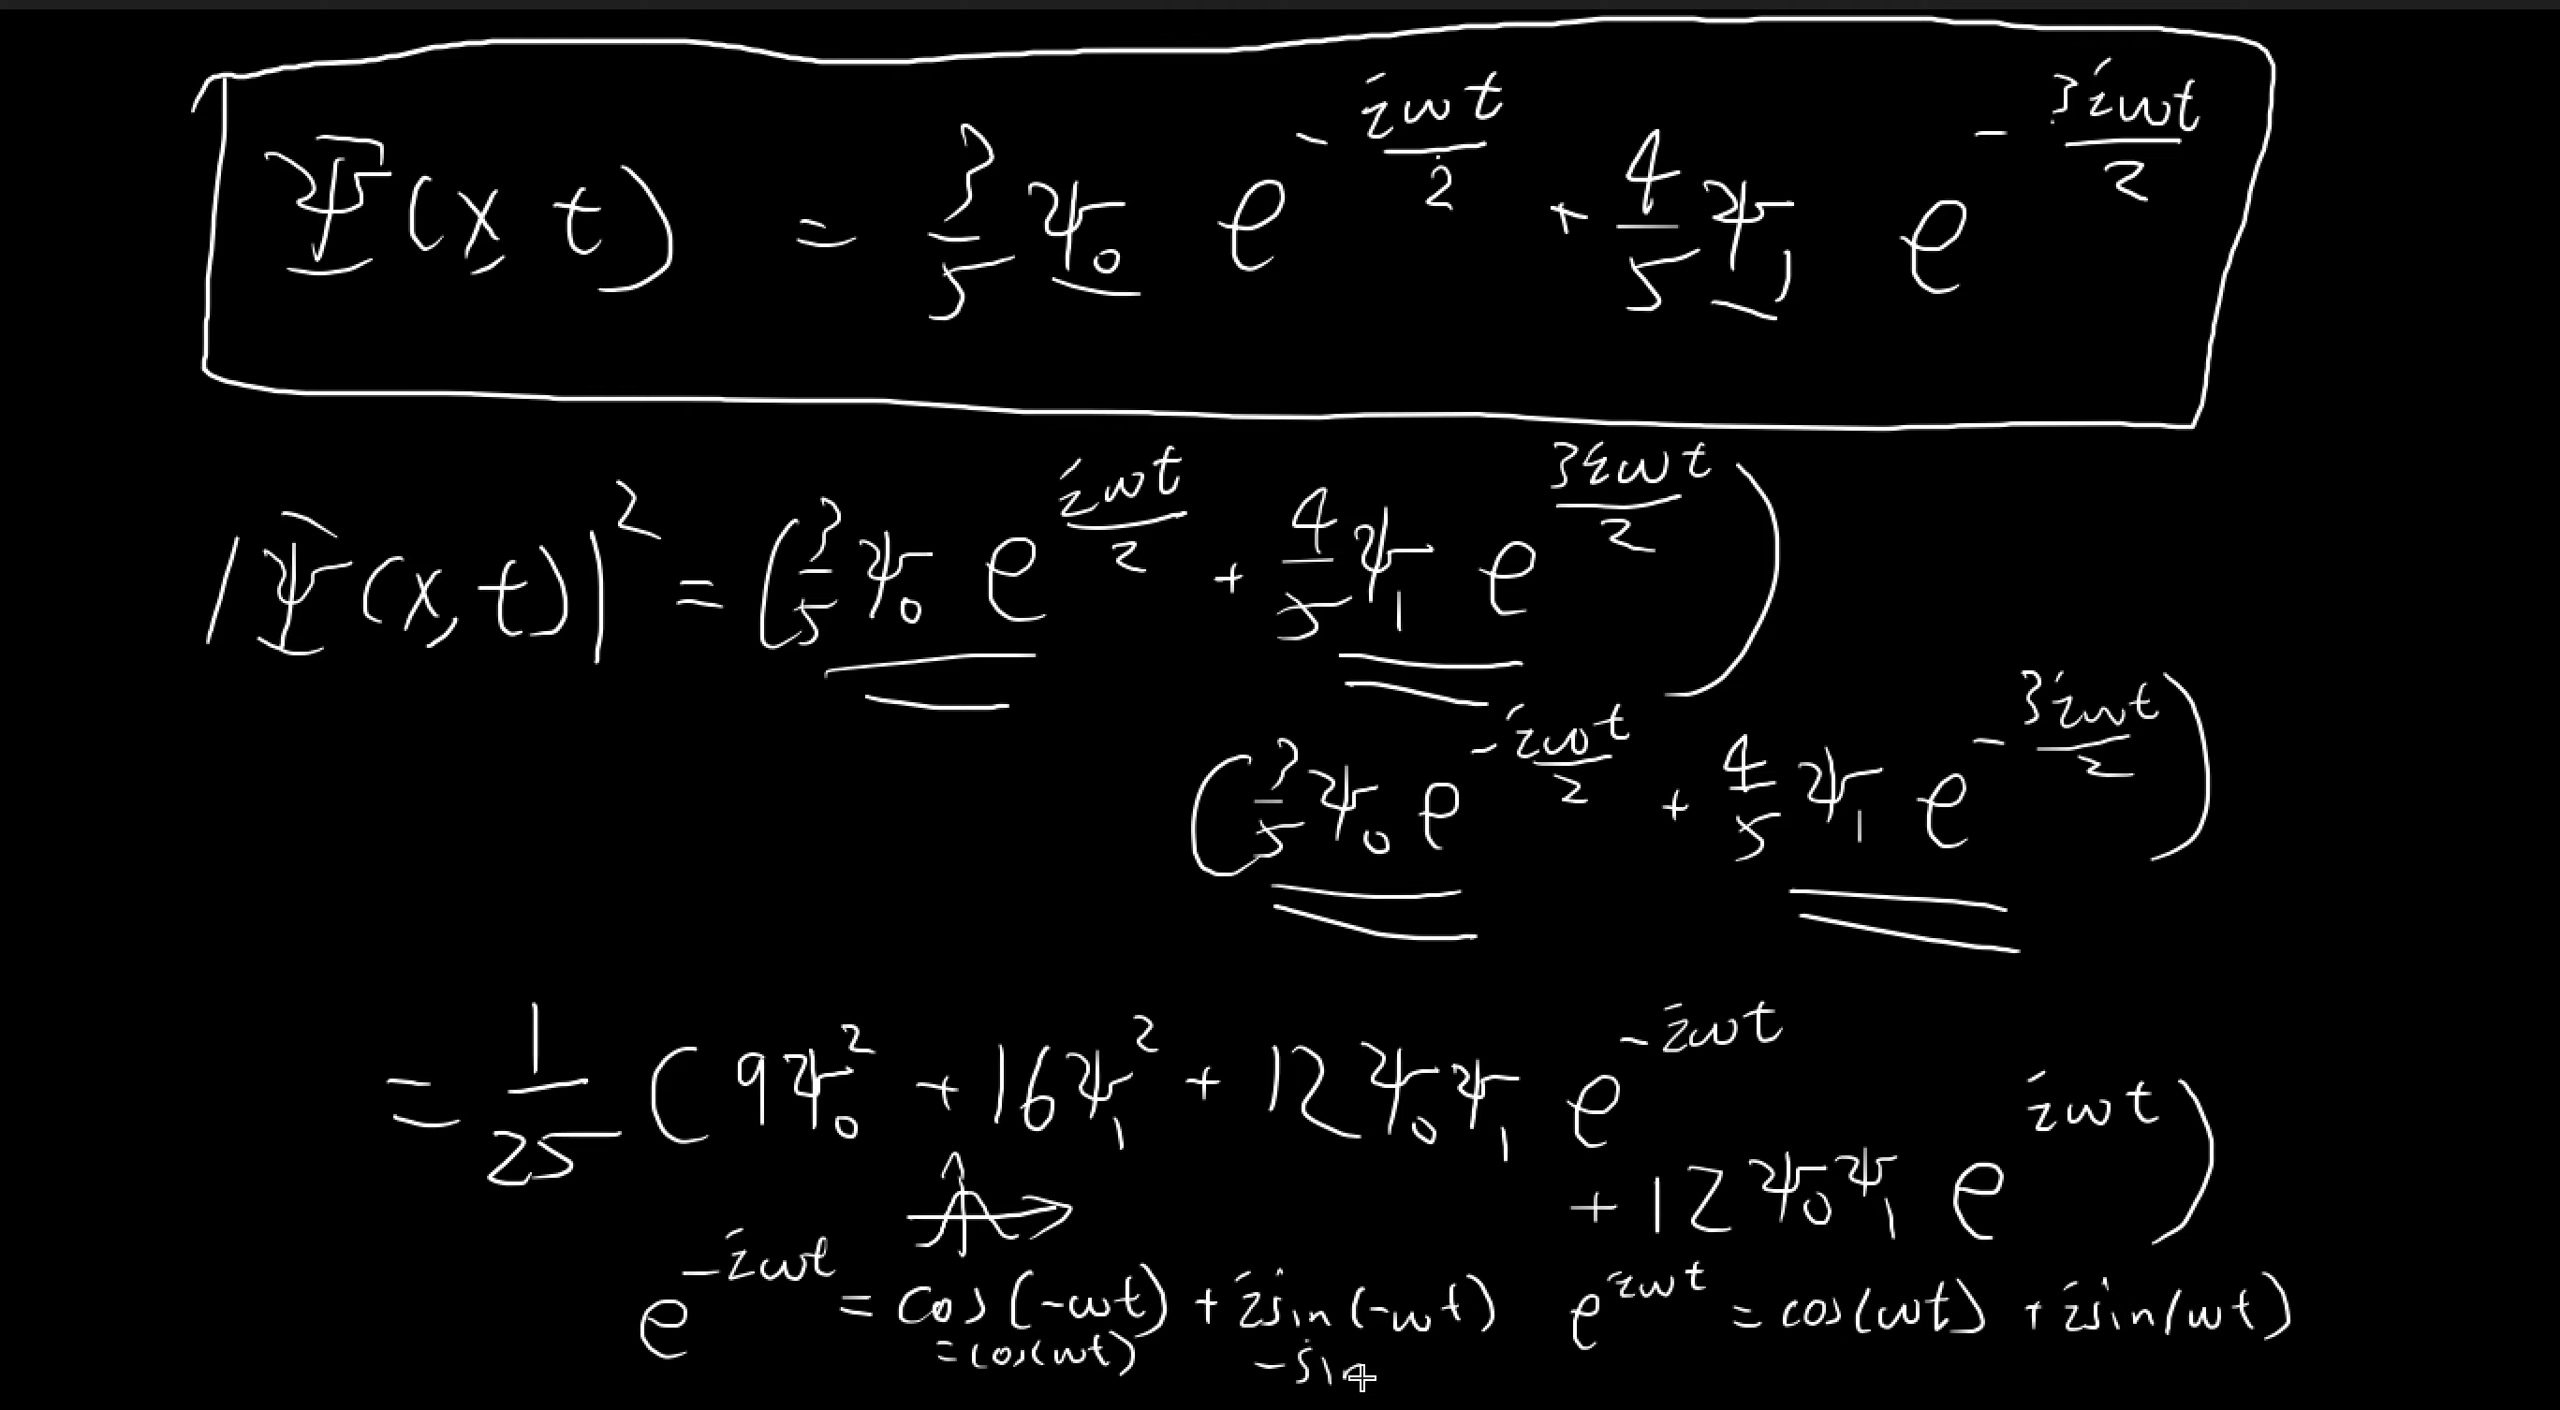 Ψ(x,t) = 3/5 ψ₀ e^(-iωt/2) + 4/5 ψ₁ e^(-3iωt/2)
|Ψ(x,t)|² = (3/5 ψ₀ e^(iωt/2) + 4/5 ψ₁ e^(3iωt/2))
(3/5 ψ₀ e^(-iωt/2) + 4/5 ψ₁ e^(-3iωt/2))
= 1/25 (9ψ₀² + 16ψ₁² + 12ψ₀ψ₁ e^(-iωt)
+ 12ψ₀ψ₁ e^(iωt))
e^(-iωt) = cos(-ωt) + isin(-ωt) e^(iωt) = cos(ωt) + isin(ωt)
= cos(ωt) -sin